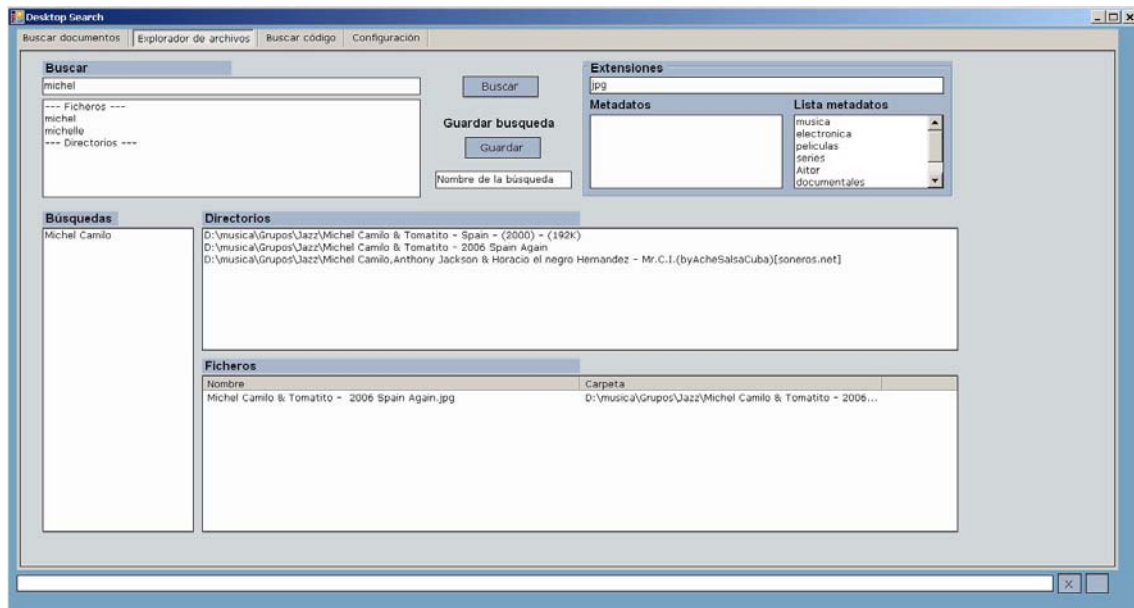 Desktop Search
Buscar documentos Explorador de archivos Buscar código Configuración
Buscar
michel
--- Ficheros ---
michel
michelle
--- Directorios ---
Buscar
Guardar busqueda
Guardar
Nombre de la búsqueda
Extensiones
jpg
Metadatos
Lista metadatos
musica
electronica
peliculas
series
Aitor
documentales
Búsquedas
Michel Camilo
Directorios
D:\musica\Grupos\Jazz\Michel Camilo & Tomatito - Spain - (2000) - (192K)
D:\musica\Grupos\Jazz\Michel Camilo & Tomatito - 2006 Spain Again
D:\musica\Grupos\Jazz\Michel Camilo,Anthony Jackson & Horacio el negro Hernandez - Mr.C.I.(byAcheSalsaCuba)[soneros.net]
Ficheros
Nombre Carpeta
Michel Camilo & Tomatito - 2006 Spain Again.jpg D:\musica\Grupos\Jazz\Michel Camilo & Tomatito - 2006...
X